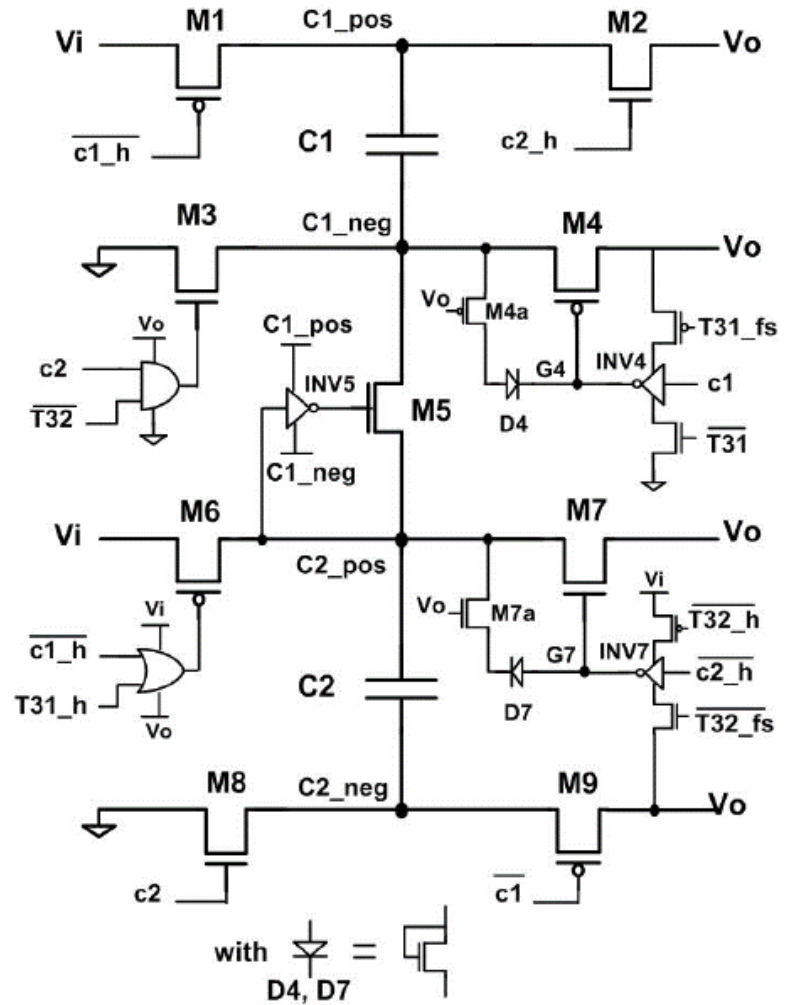 M1
C1_pos
M2
Vi
Vo
c1_h
C1
c2_h
M3
C1_neg
M4
Vo
Vo
M4a
T31_fs
Vo
C1_pos
G4
INV4
c2
INV5
c1
T32
M5
D4
T31
C1_neg
M6
M7
Vi
Vo
C2_pos
Vi
Vi
Vo
M7a
T32_h
c1_h
G7
INV7
c2_h
T31_h
C2
D7
T32_fs
Vo
M8
C2_neg
M9
Vo
c2
c1
with
=
D4, D7